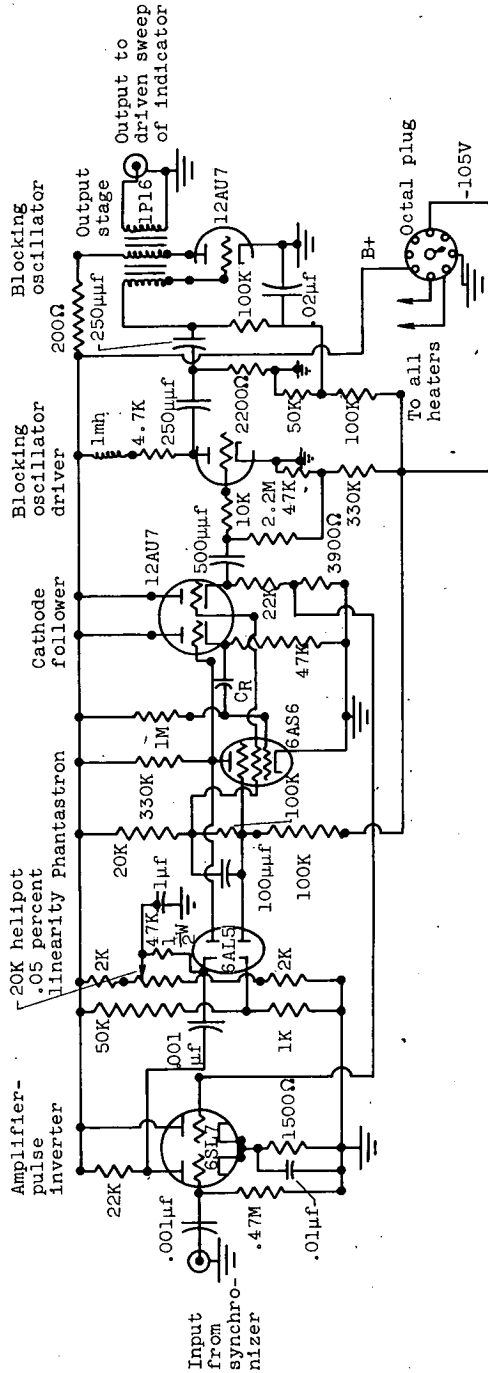 Amplifier-
pulse
inverter
20K helipot
.05 percent
linearity
Phantastron
Cathode
follower
Blocking
oscillator
driver
Blocking
oscillator
Output
stage
Output to
driven sweep
of indicator
Input
from
synchro-
nizer
.001µf
22K
6SL7
.47M
.01µf
1500Ω
.001
µf
50K
2K
47K
1/2W
.1µf
6AL5
1K
2K
20K
100µµf
100K
100K
330K
1M
6AS6
CR
47K
12AU7
22K
3900Ω
500µµf
10K
2.2M
47K
330K
1mh
4.7K
250µµf
2200Ω
50K
100K
200Ω
250µµf
1P16
12AU7
100K
.02µf
B+
To all
heaters
Octal plug
-105V